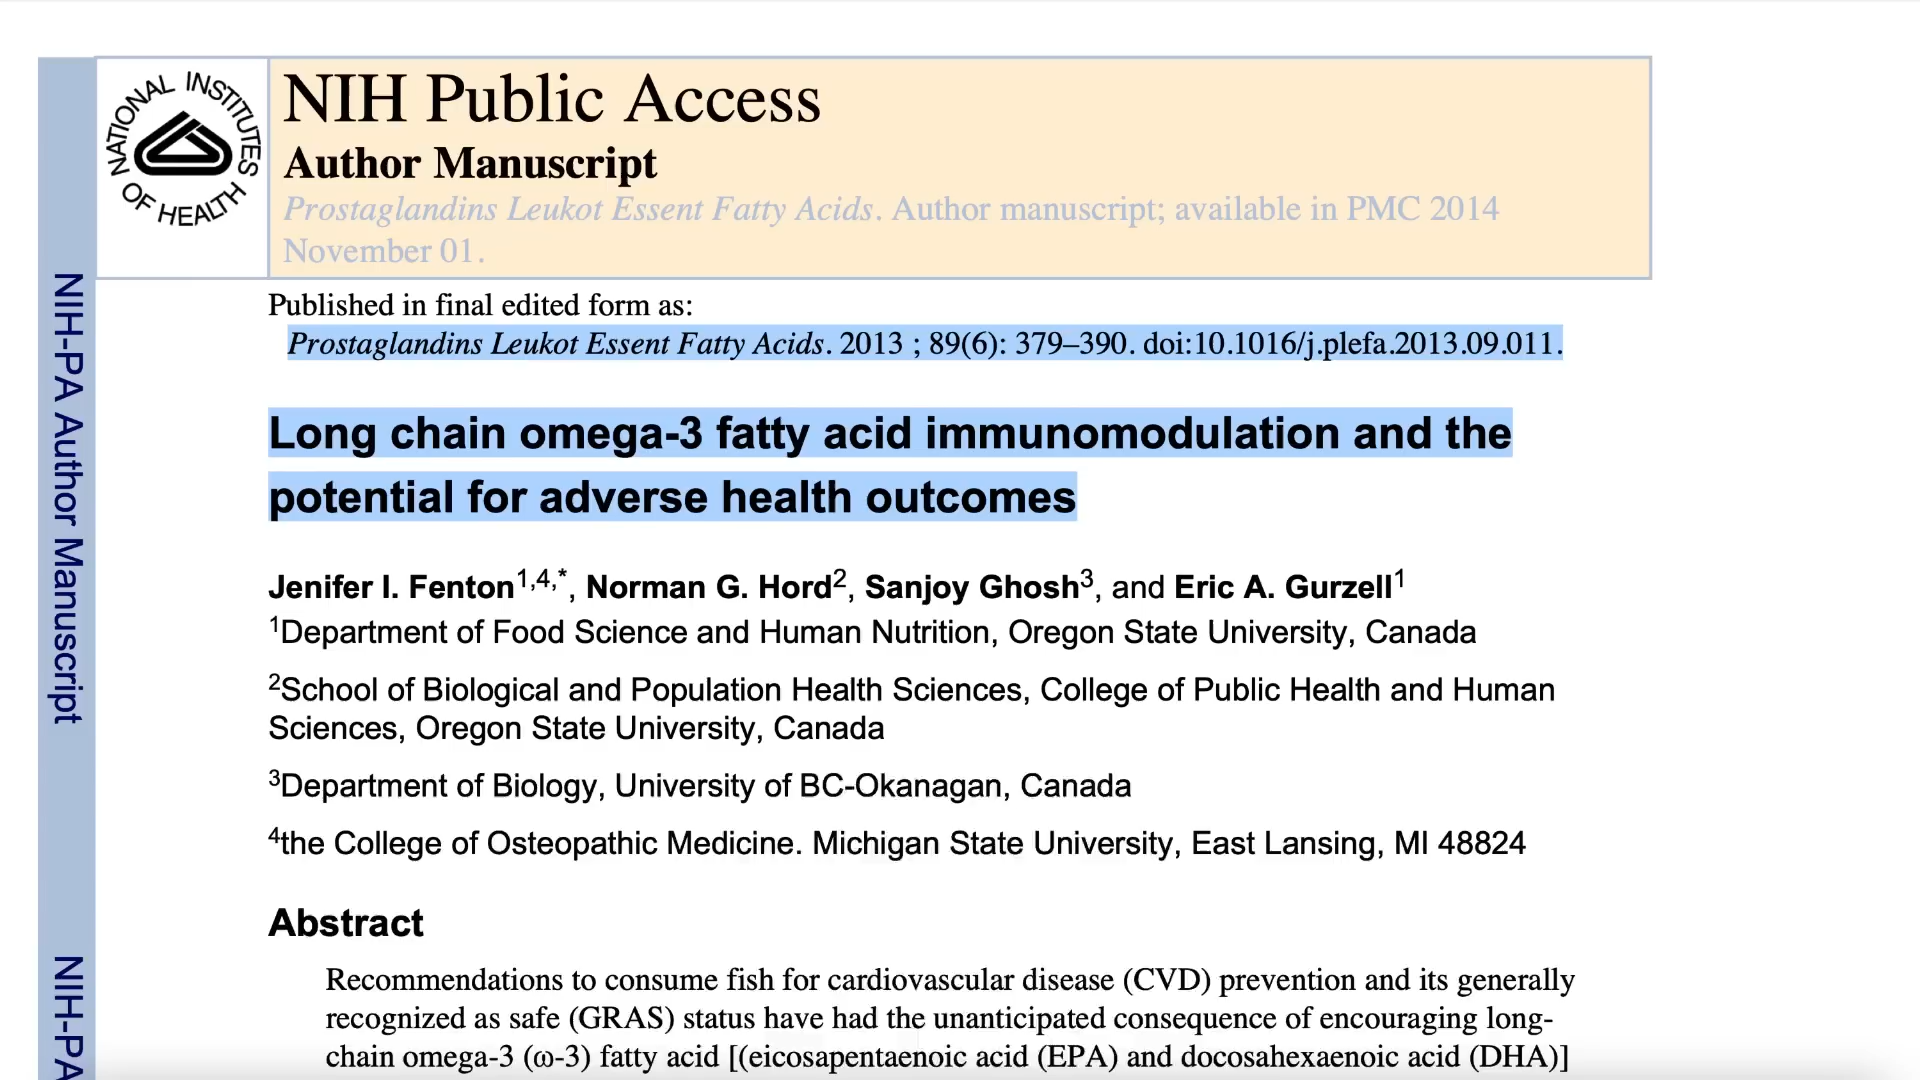 NATIONAL INSTITUTES OF HEALTH
NIH Public Access
Author Manuscript
Prostaglandins Leukot Essent Fatty Acids. Author manuscript; available in PMC 2014
November 01.
Published in final edited form as:
Prostaglandins Leukot Essent Fatty Acids. 2013 ; 89(6): 379–390. doi:10.1016/j.plefa.2013.09.011.
Long chain omega-3 fatty acid immunomodulation and the
potential for adverse health outcomes
Jenifer I. Fenton1,4,*, Norman G. Hord2, Sanjoy Ghosh3, and Eric A. Gurzell1
1Department of Food Science and Human Nutrition, Oregon State University, Canada
2School of Biological and Population Health Sciences, College of Public Health and Human
Sciences, Oregon State University, Canada
3Department of Biology, University of BC-Okanagan, Canada
4the College of Osteopathic Medicine. Michigan State University, East Lansing, MI 48824
Abstract
Recommendations to consume fish for cardiovascular disease (CVD) prevention and its generally
recognized as safe (GRAS) status have had the unanticipated consequence of encouraging long-
chain omega-3 (ω-3) fatty acid [(eicosapentaenoic acid (EPA) and docosahexaenoic acid (DHA)]
NIH-PA Author Manuscript
NIH-PA